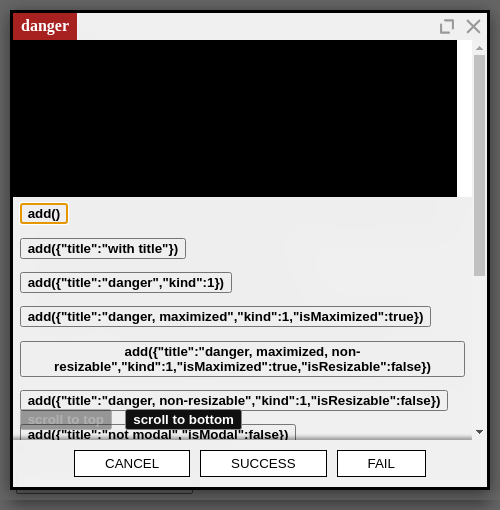 danger
add()
add({"title":"with title"})
add({"title":"danger","kind":1})
add({"title":"danger, maximized","kind":1,"isMaximized":true})
add({"title":"danger, maximized, non-
resizable","kind":1,"isMaximized":true,"isResizable":false})
add({"title":"danger, non-resizable","kind":1,"isResizable":false})
scroll to top scroll to bottom
add({"title":"not modal","isModal":false})
CANCEL SUCCESS FAIL